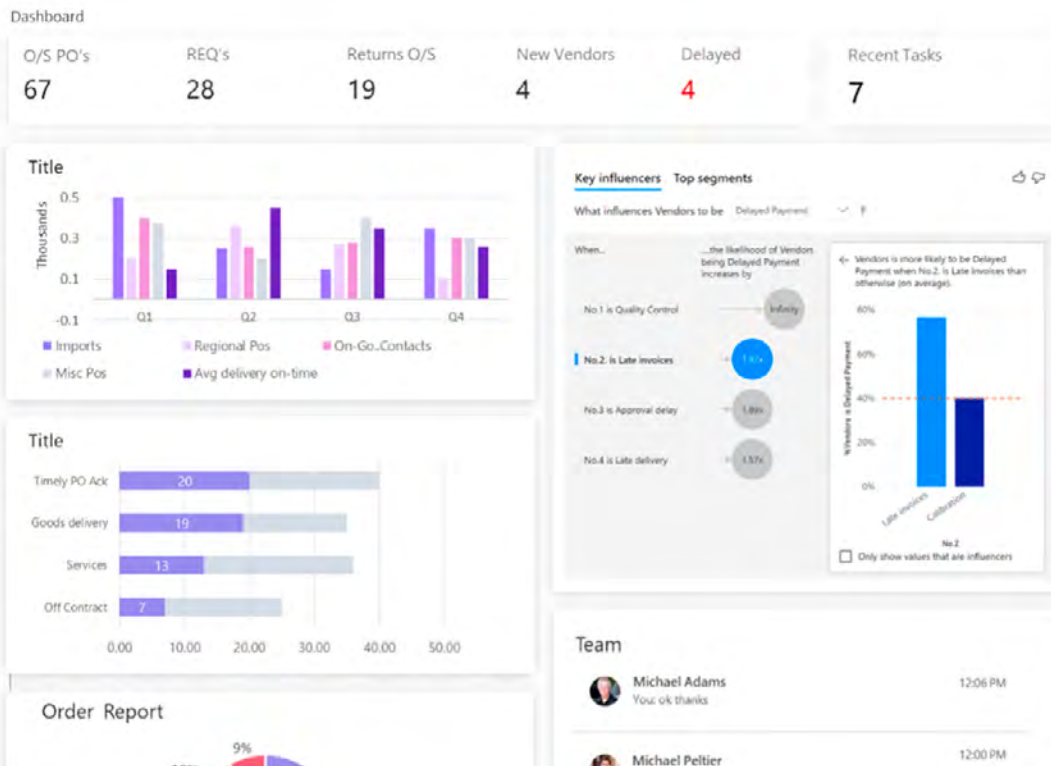 Dashboard
O/S PO's
67
REQ's
28
Returns O/S
19
New Vendors
4
Delayed
4
Recent Tasks
7
Title
Thousands
0.5
0.3
0.1
-0.1
Q1
Q2
Q3
Q4
Imports
Regional Pos
On-Go..Contacts
Misc Pos
Avg delivery on-time
Title
Timely PO Ack
20
Goods delivery
19
Services
13
Off Contract
7
0.00
10.00
20.00
30.00
40.00
50.00
Order Report
9%
Key influencers
Top segments
What influences Vendors to be
Delayed Payment
When...
...the likelihood of Vendors
being Delayed Payment
increases by
No.1 is Quality Control
Infinity
No.2. is Late invoices
No.3 is Approval delay
No.4 is Late delivery
1.57x
Vendors is more likely to be Delayed
Payment when No.2. is Late Invoices than
otherwise (on average).
%Vendors is Delayed Payment
80%
60%
40%
20%
0%
Late invoices
Calibration
No.2
Only show values that are influencers
Team
Michael Adams
12:06 PM
You: ok thanks
Michael Peltier
12:00 PM